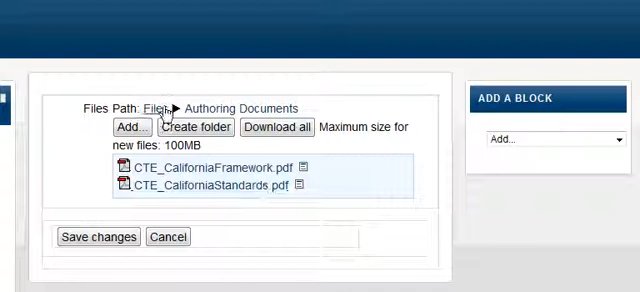 Files Path: Files ▶ Authoring Documents
Add... Create folder Download all Maximum size for
new files: 100MB
CTE_CaliforniaFramework.pdf
CTE_CaliforniaStandards.pdf
Save changes Cancel
ADD A BLOCK
Add...